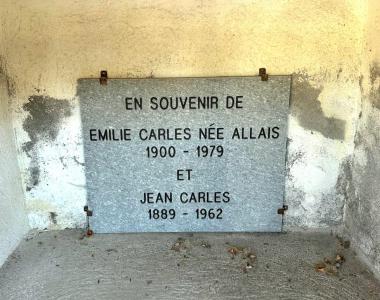 EN SOUVENIR DE
EMILIE CARLES NÉE ALLAIS
1900 - 1979
ET
JEAN CARLES
1889 - 1962